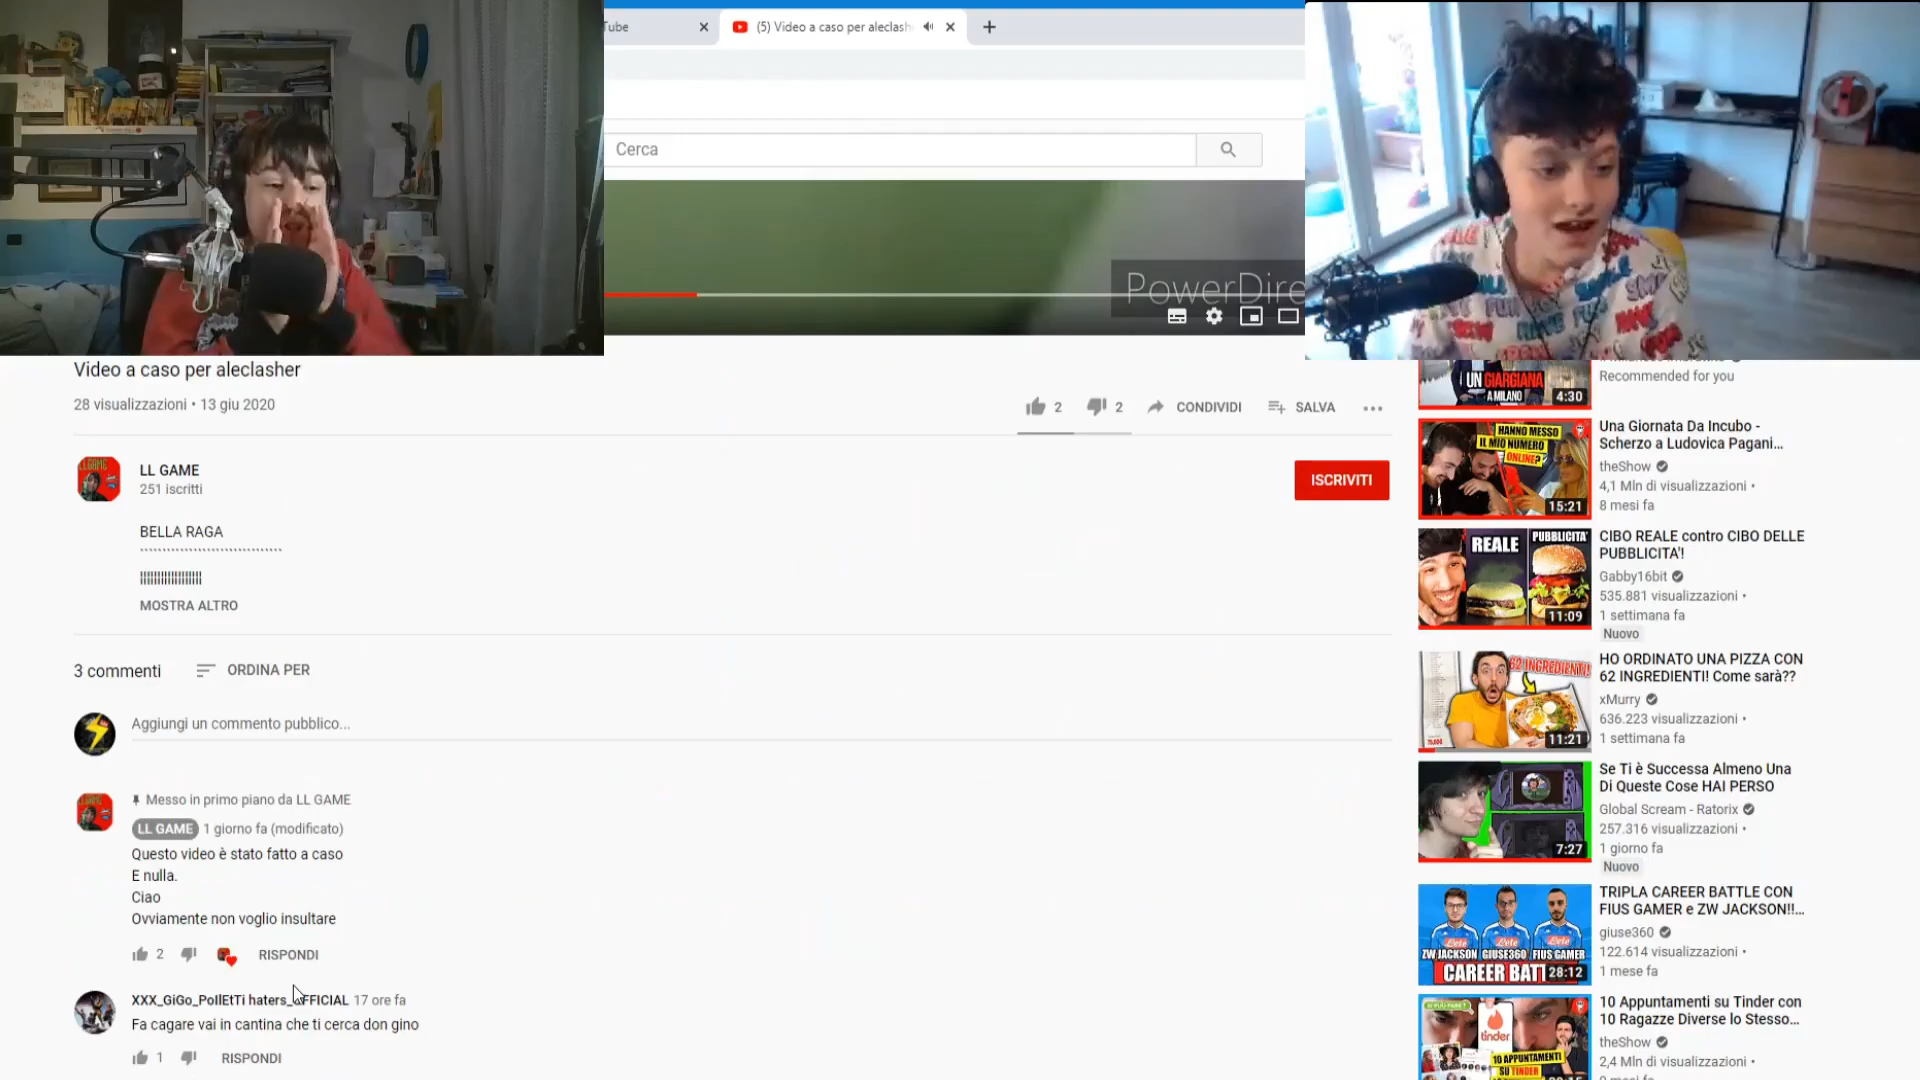 Tube
(5) Video a caso per aleclash
Cerca
PowerDire
Video a caso per aleclasher
28 visualizzazioni • 13 giu 2020
2
2
CONDIVIDI
SALVA
LL GAME
251 iscritti
ISCRIVITI
BELLA RAGA
MOSTRA ALTRO
3 commenti
ORDINA PER
Aggiungi un commento pubblico...
Messo in primo piano da LL GAME
LL GAME 1 giorno fa (modificato)
Questo video è stato fatto a caso
E nulla.
Ciao
Ovviamente non voglio insultare
2
RISPONDI
XXX_GiGo_PollEtTi haters_OFFICIAL 17 ore fa
Fa cagare vai in cantina che ti cerca don gino
1
RISPONDI
UN GIARGIANA
A MILANO
4:30
Recommended for you
HANNO MESSO
IL MIO NUMERO
ONLINE?
15:21
Una Giornata Da Incubo -
Scherzo a Ludovica Pagani...
theShow
4,1 Mln di visualizzazioni •
8 mesi fa
REALE
PUBBLICITA'
11:09
CIBO REALE contro CIBO DELLE
PUBBLICITA'!
Gabby16bit
535.881 visualizzazioni •
1 settimana fa
Nuovo
62 INGREDIENTI!
11:21
HO ORDINATO UNA PIZZA CON
62 INGREDIENTI! Come sarà??
xMurry
636.223 visualizzazioni •
1 settimana fa
7:27
Se Ti è Successa Almeno Una
Di Queste Cose HAI PERSO
Global Scream - Ratorix
257.316 visualizzazioni •
1 giorno fa
Nuovo
Lete
Lete
Lete
ZW JACKSON GIUSE360 FIUS GAMER
CAREER BATT
28:12
TRIPLA CAREER BATTLE CON
FIUS GAMER e ZW JACKSON!!...
giuse360
122.614 visualizzazioni •
1 mese fa
tinder
10 APPUNTAMENTI
SU TINDER
10 Appuntamenti su Tinder con
10 Ragazze Diverse lo Stesso...
theShow
2,4 Mln di visualizzazioni •